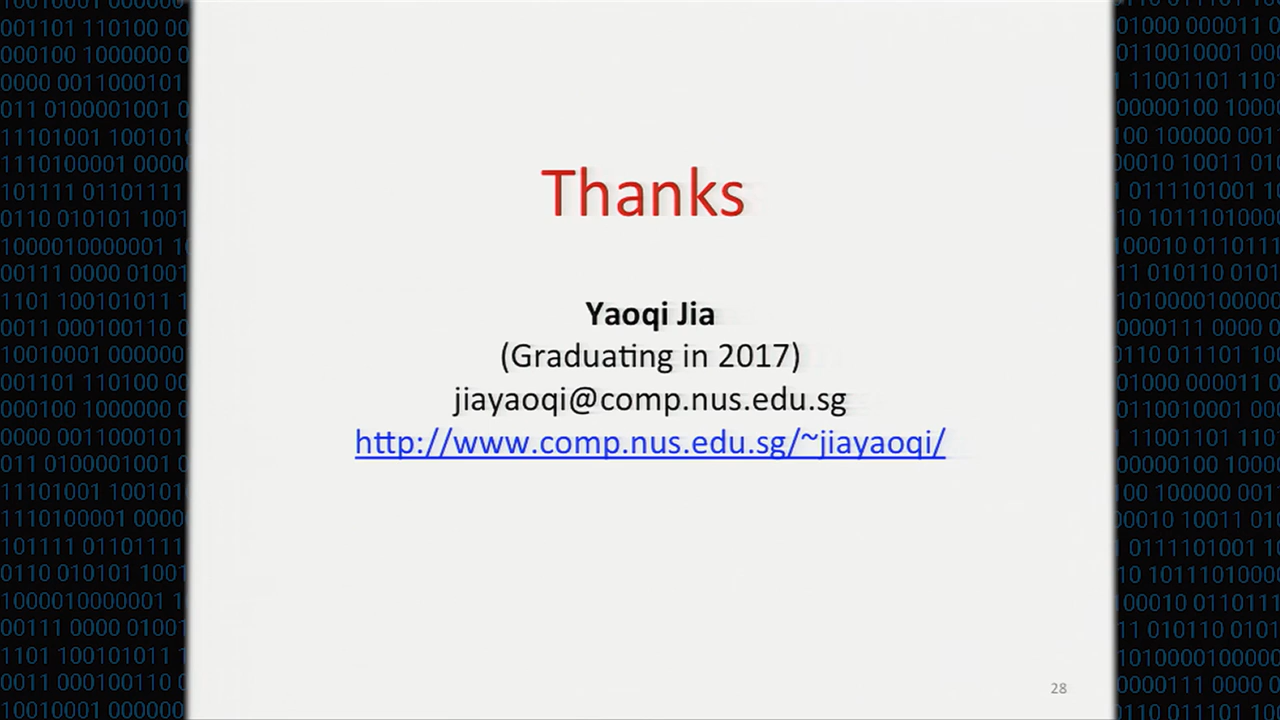 Thanks
Yaoqi Jia
(Graduating in 2017)
jiayaoqi@comp.nus.edu.sg
http://www.comp.nus.edu.sg/~jiayaoqi/
28